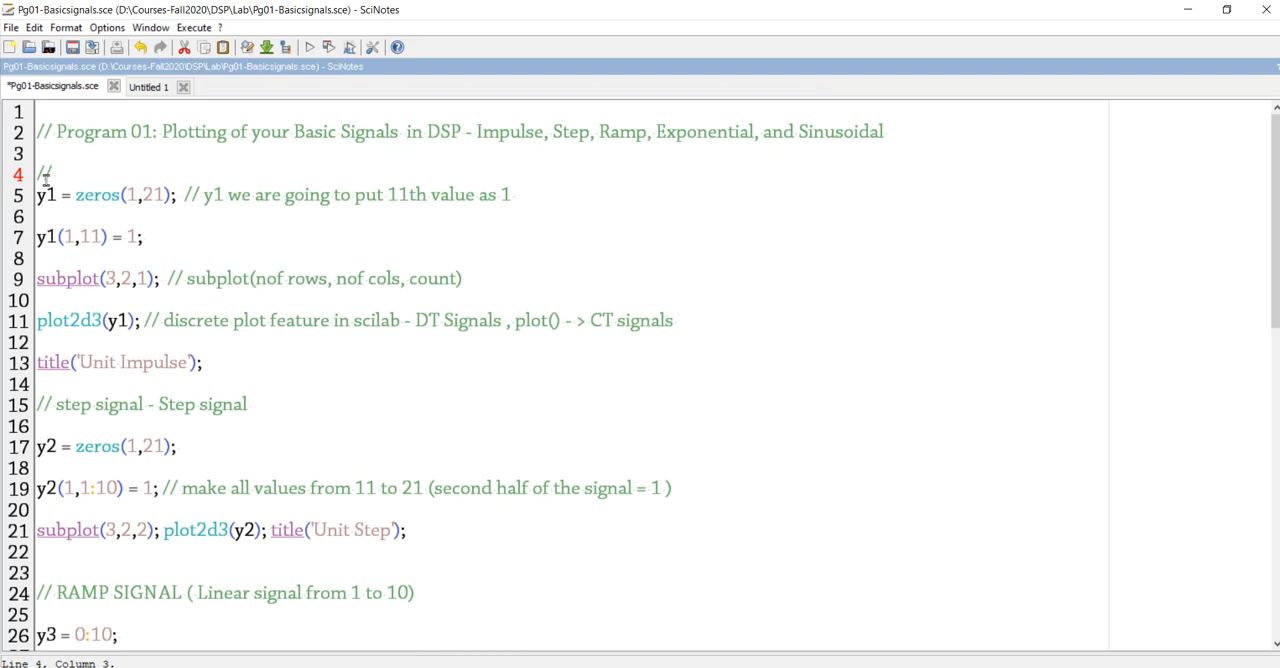 Pg01-Basicsignals.sce (D:\Courses-Fall2020\DSP\Lab\Pg01-Basicsignals.sce) - SciNotes
File Edit Format Options Window Execute ?
Pg01-Basicsignals.sce (D:\Courses-Fall2020\DSP\Lab\Pg01-Basicsignals.sce) - SciNotes
*Pg01-Basicsignals.sce Untitled 1
1
2 // Program 01: Plotting of your Basic Signals in DSP - Impulse, Step, Ramp, Exponential, and Sinusoidal
3
4 //
5 y1 = zeros(1,21); // y1 we are going to put 11th value as 1
6
7 y1(1,11) = 1;
8
9 subplot(3,2,1); // subplot(nof rows, nof cols, count)
10
11 plot2d3(y1); // discrete plot feature in scilab - DT Signals , plot() - > CT signals
12
13 title('Unit Impulse');
14
15 // step signal - Step signal
16
17 y2 = zeros(1,21);
18
19 y2(1,1:10) = 1; // make all values from 11 to 21 (second half of the signal = 1 )
20
21 subplot(3,2,2); plot2d3(y2); title('Unit Step');
22
23
24 // RAMP SIGNAL ( Linear signal from 1 to 10)
25
26 y3 = 0:10;
Line 4, Column 3.